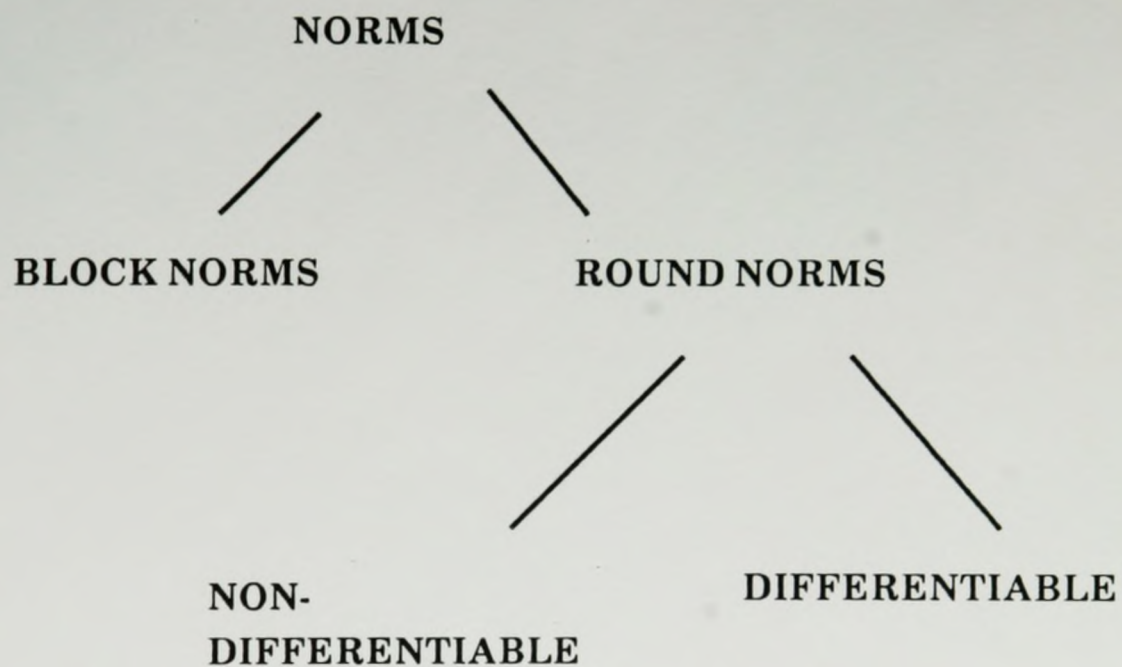 NORMS
BLOCK NORMS
ROUND NORMS
NON-
DIFFERENTIABLE
DIFFERENTIABLE